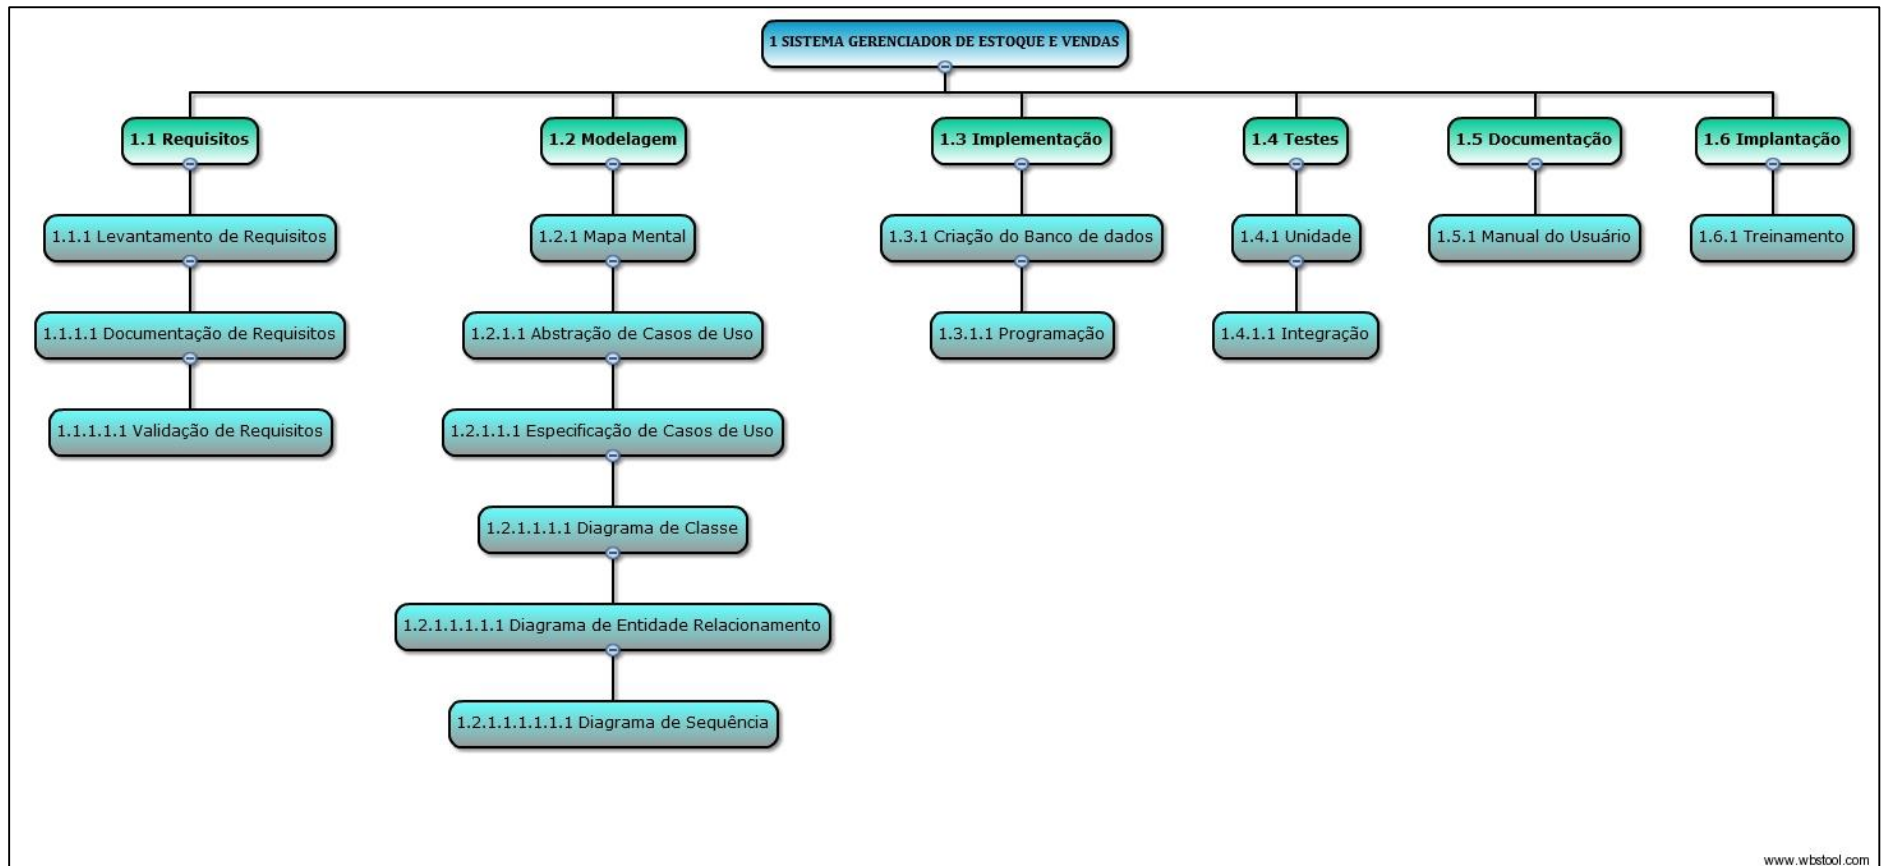 1 SISTEMA GERENCIADOR DE ESTOQUE E VENDAS
1.1 Requisitos
1.2 Modelagem
1.3 Implementação
1.4 Testes
1.5 Documentação
1.6 Implantação
1.1.1 Levantamento de Requisitos
1.2.1 Mapa Mental
1.3.1 Criação do Banco de dados
1.4.1 Unidade
1.5.1 Manual do Usuário
1.6.1 Treinamento
1.1.1.1 Documentação de Requisitos
1.2.1.1 Abstração de Casos de Uso
1.3.1.1 Programação
1.4.1.1 Integração
1.1.1.1.1 Validação de Requisitos
1.2.1.1.1 Especificação de Casos de Uso
1.2.1.1.1.1 Diagrama de Classe
1.2.1.1.1.1.1 Diagrama de Entidade Relacionamento
1.2.1.1.1.1.1.1 Diagrama de Sequência
www.wbstool.com